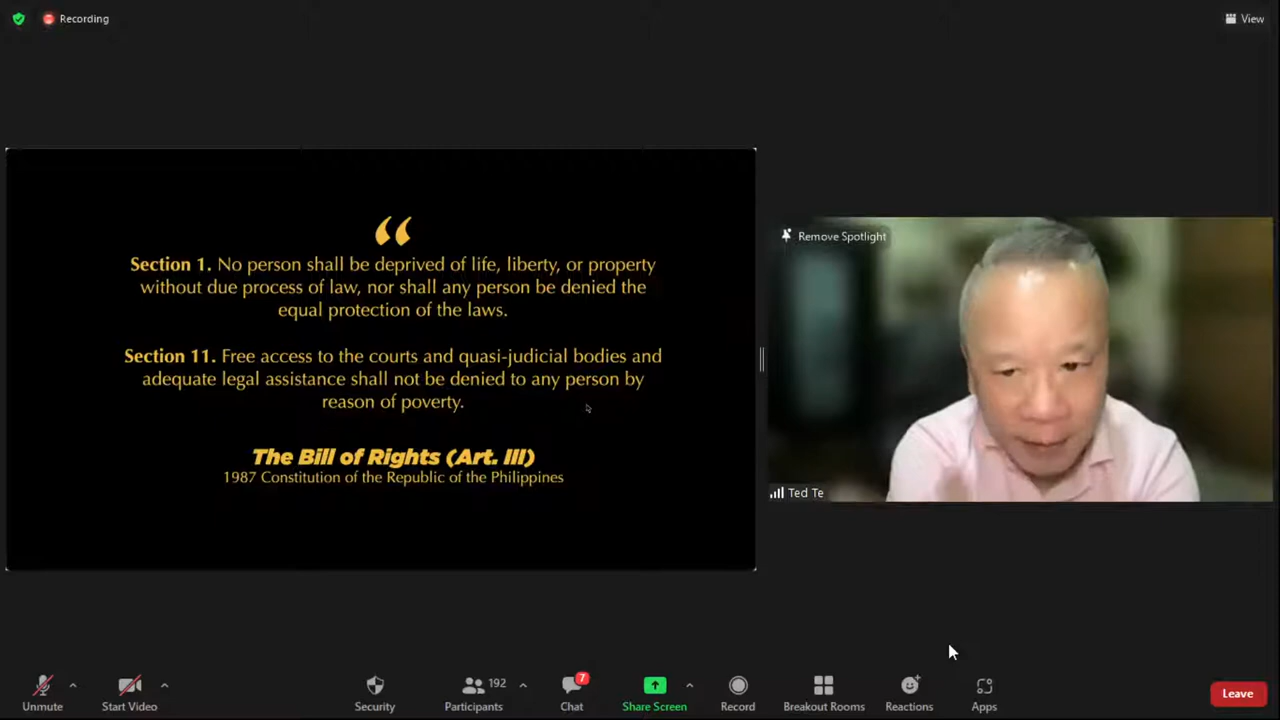 Recording
View
“
Section 1. No person shall be deprived of life, liberty, or property
without due process of law, nor shall any person be denied the
equal protection of the laws.
Section 11. Free access to the courts and quasi-judicial bodies and
adequate legal assistance shall not be denied to any person by
reason of poverty.
The Bill of Rights (Art. III)
1987 Constitution of the Republic of the Philippines
Remove Spotlight
Ted Te
Unmute
Start Video
Security
192
Participants
7
Chat
Share Screen
Record
Breakout Rooms
Reactions
Apps
Leave